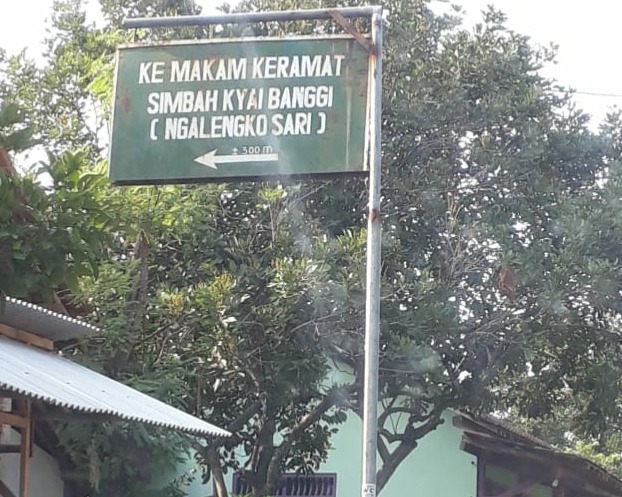 KE MAKAM KERAMAT
SIMBAH KYAI BANGGI
( NGALENGKO SARI )
± 300 m